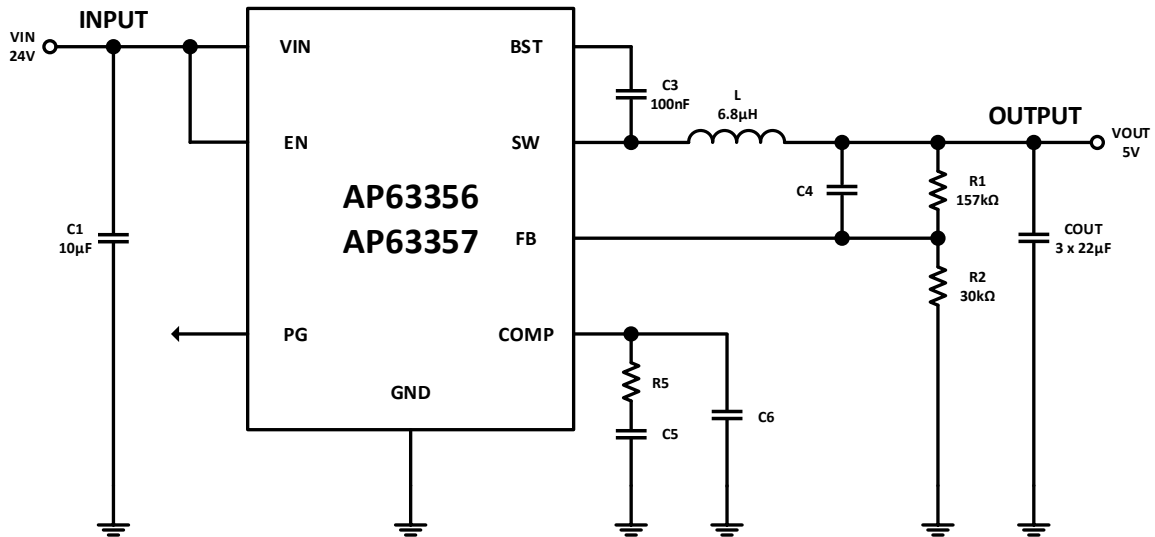 INPUT
VIN
24V
VIN
BST
C3
100nF
L
6.8µH
OUTPUT
VOUT
5V
EN
SW
AP63356
AP63357
C4
R1
157kΩ
C1
10µF
FB
COUT
3 x 22µF
R2
30kΩ
PG
COMP
GND
R5
C5
C6